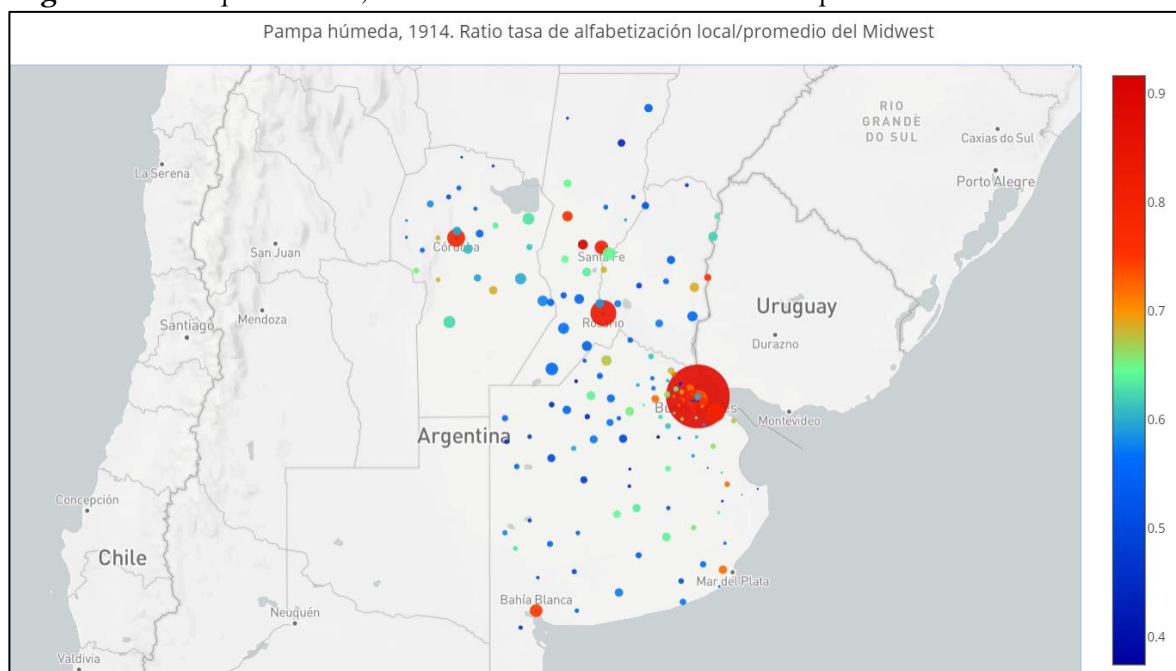 Pampa húmeda, 1914. Ratio tasa de alfabetización local/promedio del Midwest
0.9
RIO
GRANDE
DO SUL
Caxias do Sul
La Serena
Porto Alegre
0.8
Córdoba
San Juan
Santa Fe
Uruguay
0.7
Mendoza
Rosario
Santiago
Durazno
Montevideo
0.6
Argentina
Concepción
Chile
0.5
Mar del Plata
Bahía Blanca
Neuquén
0.4
Valdivia